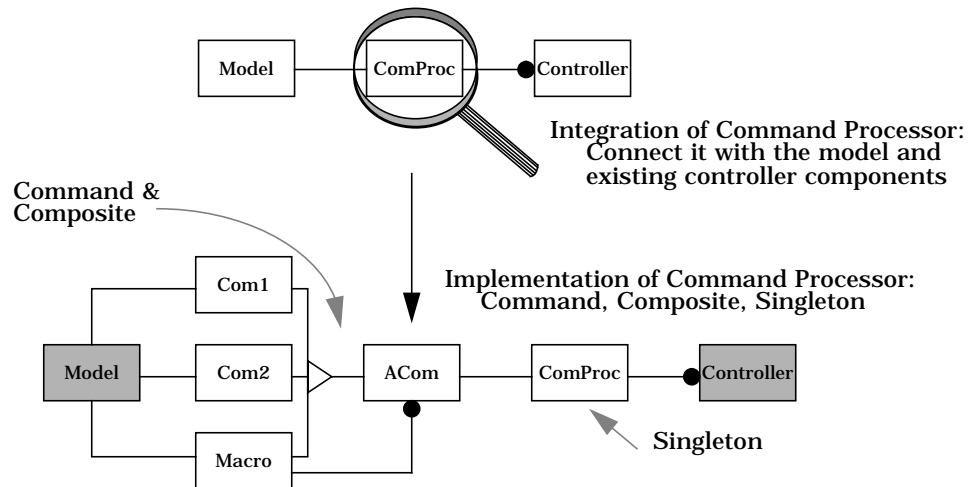 Model
ComProc
Controller
Integration of Command Processor:
Connect it with the model and
existing controller components
Command &
Composite
Implementation of Command Processor:
Command, Composite, Singleton
Com1
Model
Com2
ACom
ComProc
Controller
Macro
Singleton